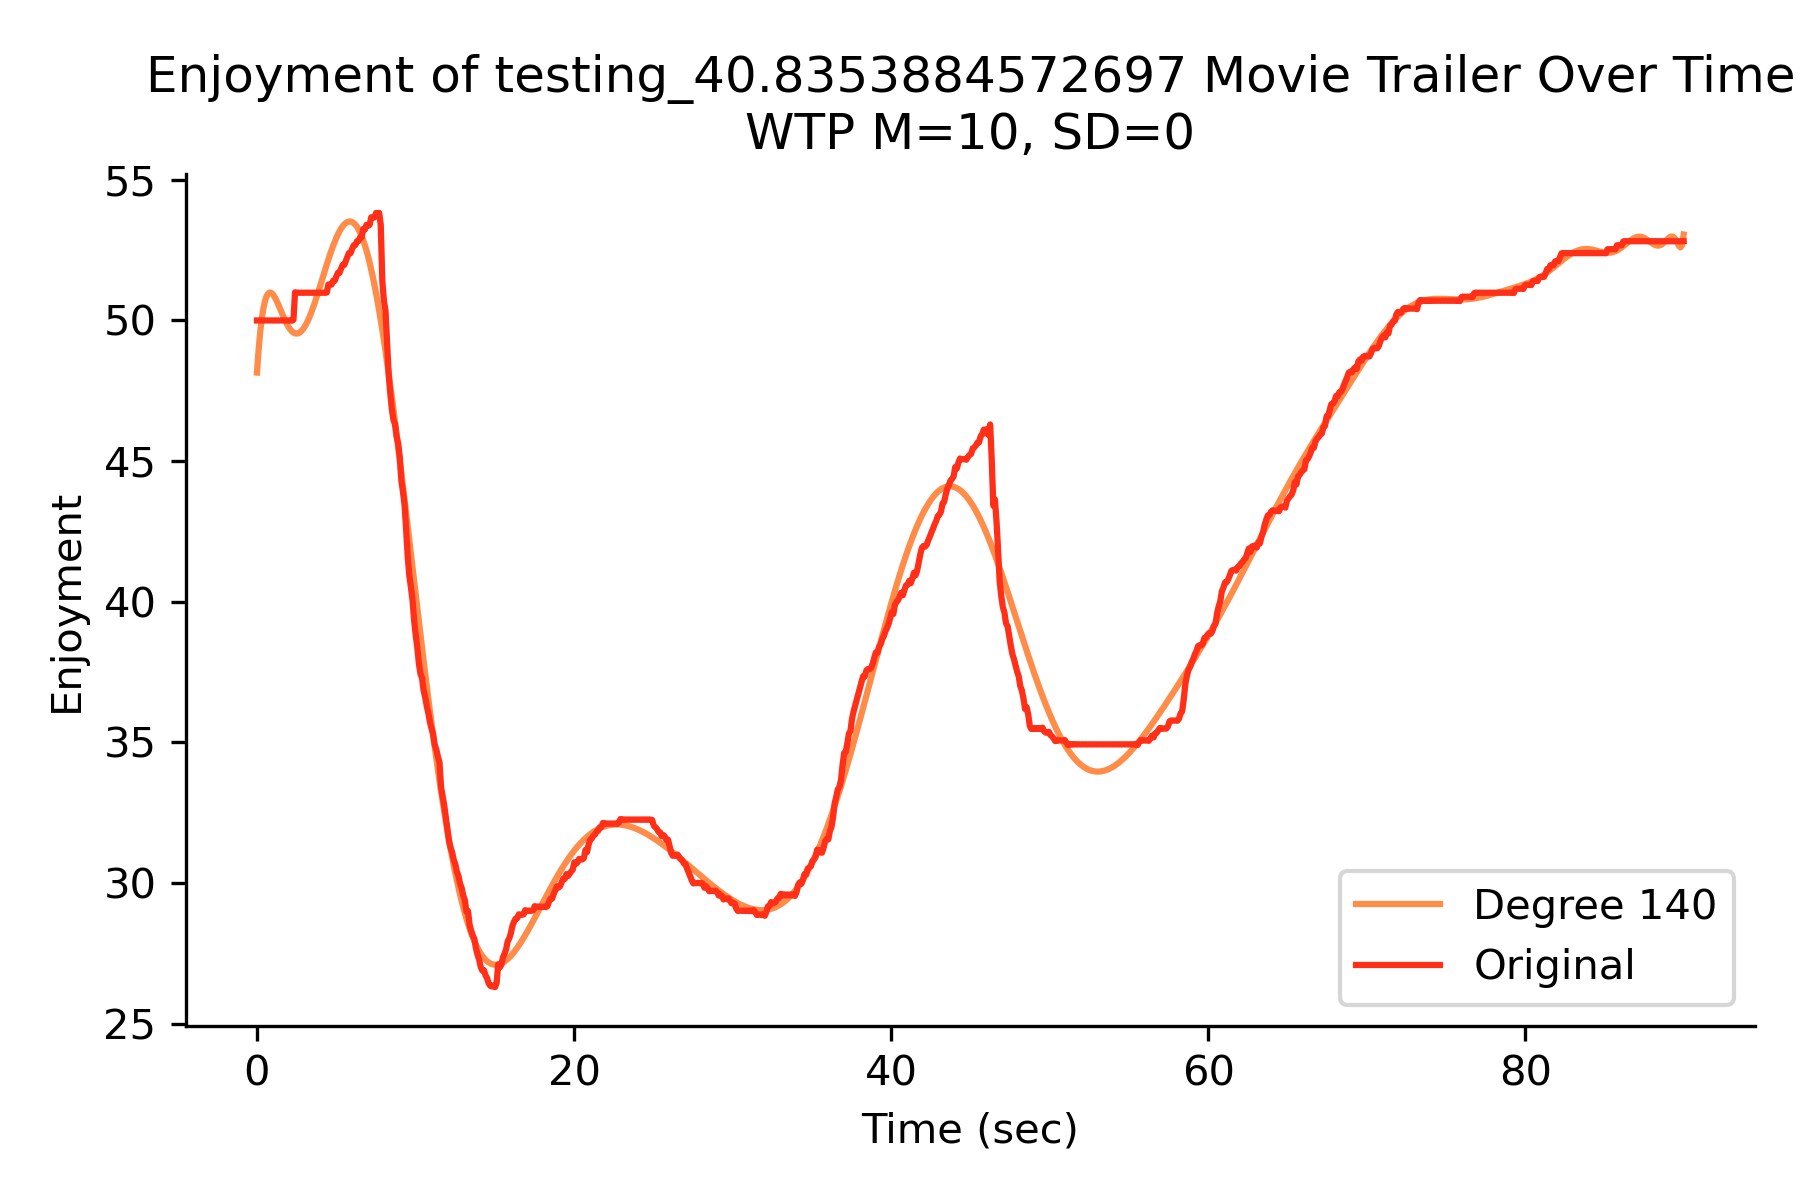 Enjoyment of testing_40.8353884572697 Movie Trailer Over Time
WTP M=10, SD=0
55
50
45
40
35
30
25
Enjoyment
0 20 40 60 80
Time (sec)
Degree 140
Original